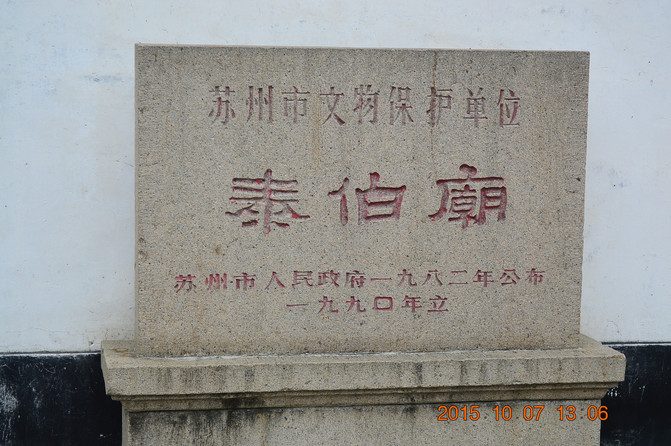 苏州市文物保护单位
泰伯廟
苏州市人民政府一九八二年公布
一九九〇年立
2015 10 07 13 06